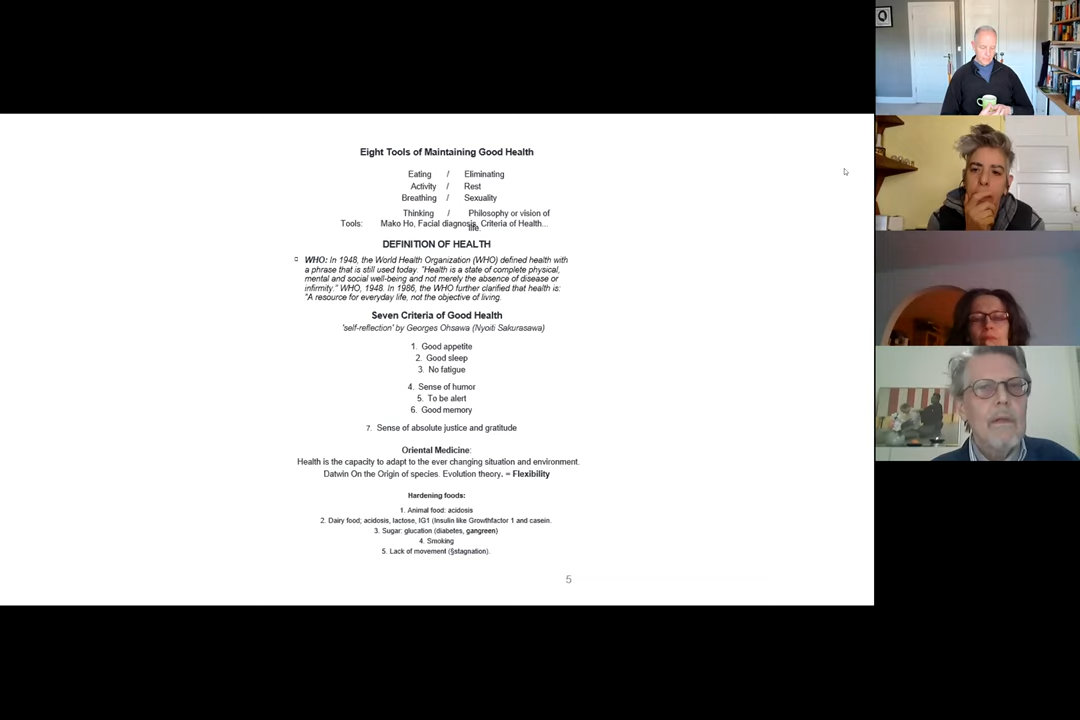 Eight Tools of Maintaining Good Health
Eating / Eliminating
Activity / Rest
Breathing / Sexuality
Thinking / Philosophy or vision of
life.
Tools: Mako Ho, Facial diagnosis, Criteria of Health...
DEFINITION OF HEALTH
WHO: In 1948, the World Health Organization (WHO) defined health with
a phrase that is still used today. "Health is a state of complete physical,
mental and social well-being and not merely the absence of disease or
infirmity." WHO, 1948. In 1986, the WHO further clarified that health is:
"A resource for everyday life, not the objective of living.
Seven Criteria of Good Health
'self-reflection' by Georges Ohsawa (Nyoiti Sakurasawa)
1. Good appetite
2. Good sleep
3. No fatigue
4. Sense of humor
5. To be alert
6. Good memory
7. Sense of absolute justice and gratitude
Oriental Medicine:
Health is the capacity to adapt to the ever changing situation and environment.
Datwin On the Origin of species. Evolution theory. = Flexibility
Hardening foods:
1. Animal food: acidosis
2. Dairy food; acidosis, lactose, IG1 (Insulin like Growthfactor 1 and casein.
3. Sugar: glucation (diabetes, gangreen)
4. Smoking
5. Lack of movement (§stagnation).
5